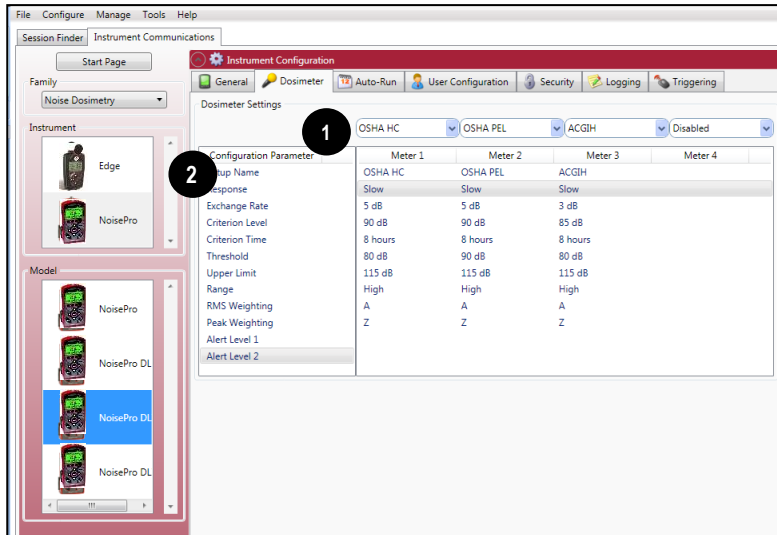 File Configure Manage Tools Help
Session Finder Instrument Communications
Start Page
Family
Noise Dosimetry
Instrument
Edge
NoisePro
Model
NoisePro
NoisePro DL
NoisePro DL
NoisePro DL
Instrument Configuration
General Dosimeter 12 Auto-Run User Configuration Security Logging Triggering
Dosimeter Settings
1 OSHA HC OSHA PEL ACGIH Disabled
2
Configuration Parameter Meter 1 Meter 2 Meter 3 Meter 4
Name OSHA HC OSHA PEL ACGIH
Response Slow Slow Slow
Exchange Rate 5 dB 5 dB 3 dB
Criterion Level 90 dB 90 dB 85 dB
Criterion Time 8 hours 8 hours 8 hours
Threshold 80 dB 90 dB 80 dB
Upper Limit 115 dB 115 dB 115 dB
Range High High High
RMS Weighting A A A
Peak Weighting Z Z Z
Alert Level 1
Alert Level 2